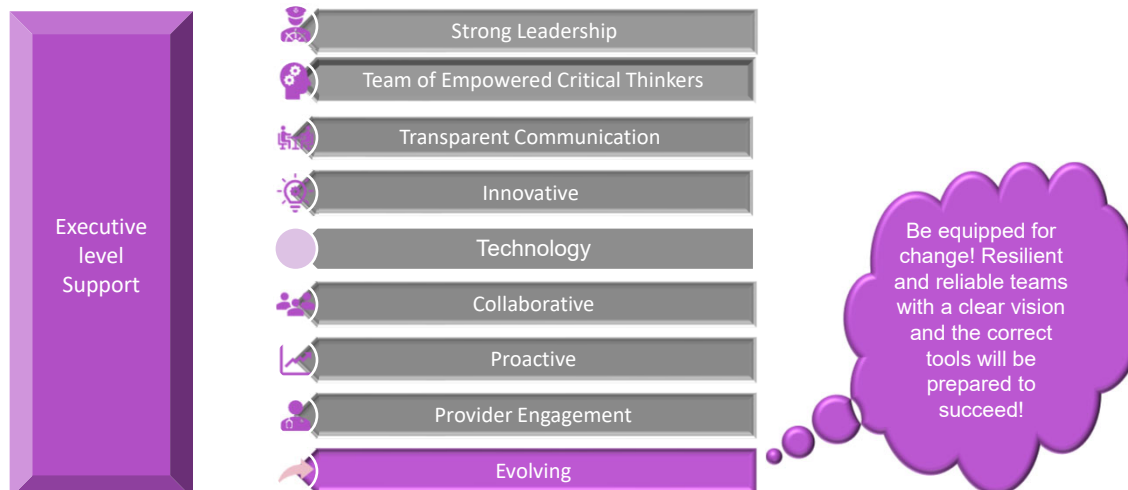 Executive
level
Support
Strong Leadership
Team of Empowered Critical Thinkers
Transparent Communication
Innovative
Technology
Collaborative
Proactive
Provider Engagement
Evolving
Be equipped for
change! Resilient
and reliable teams
with a clear vision
and the correct
tools will be
prepared to
succeed!